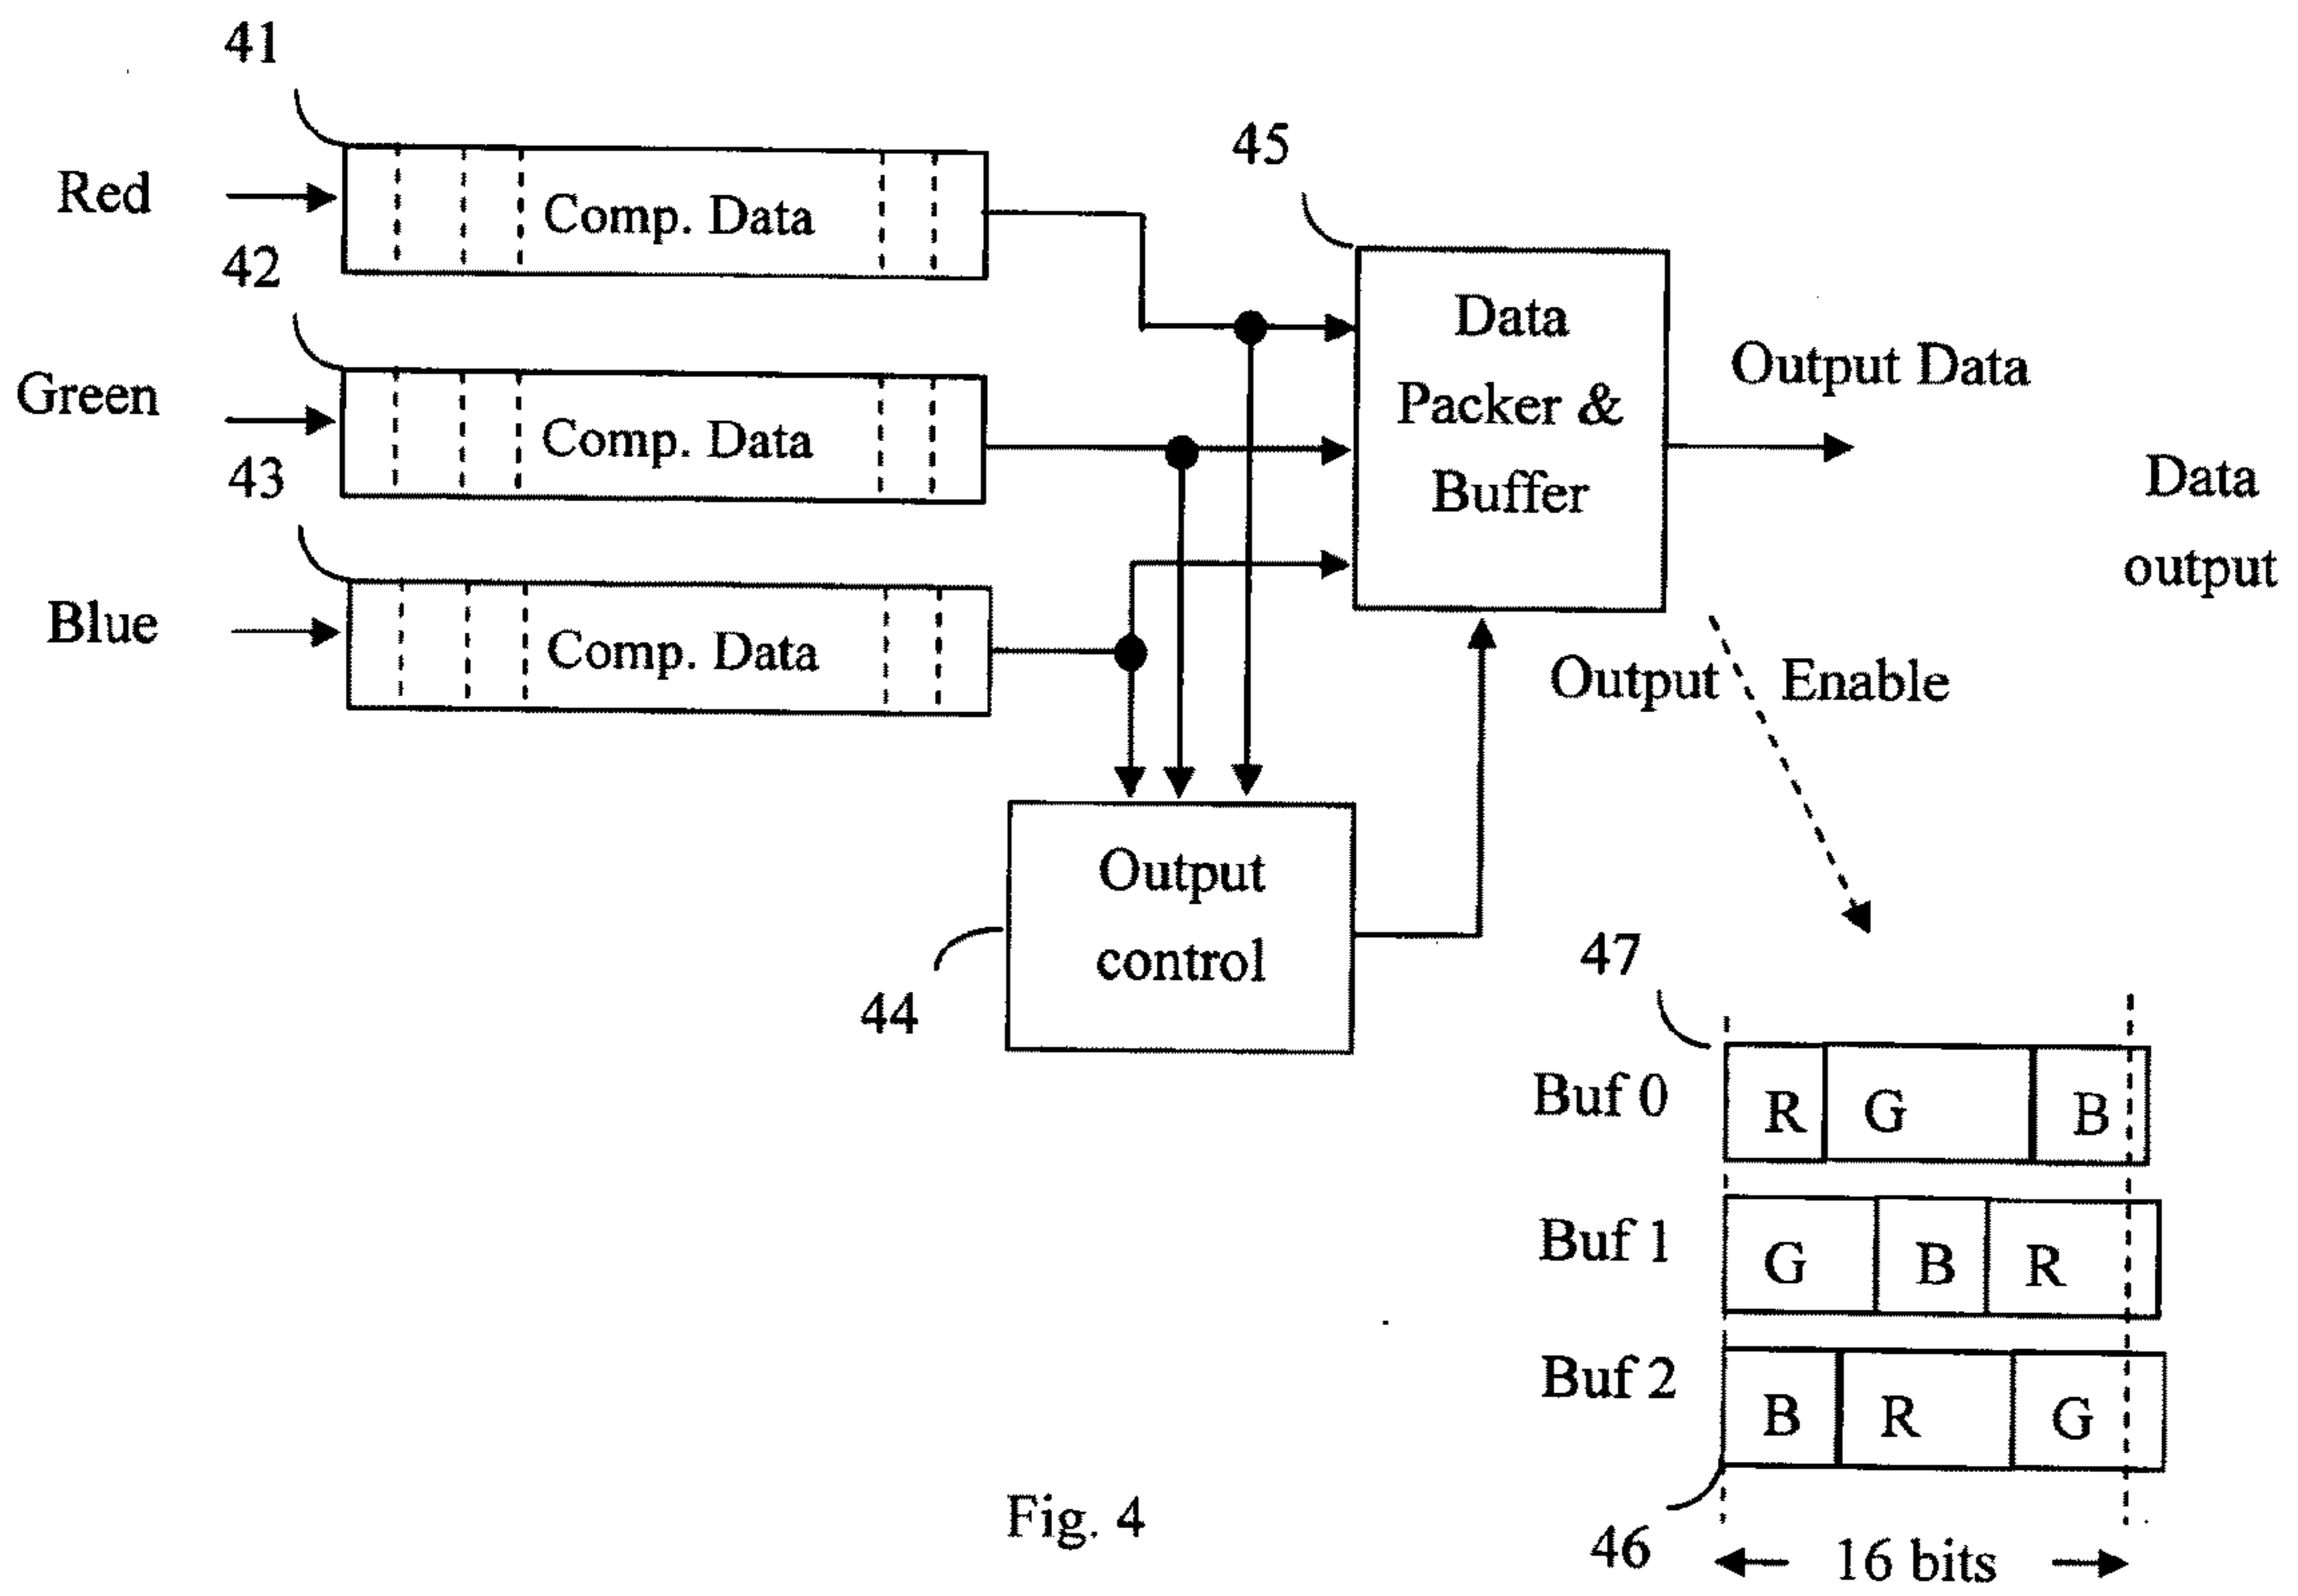 41
Red
Comp. Data
42
Green
Comp. Data
43
Blue
Comp. Data
45
Data
Packer &
Buffer
Output Data
Data
output
Output Enable
Output
control
44
47
Buf 0 R G B
Buf 1 G B R
Buf 2 B R G
46
16 bits
Fig. 4